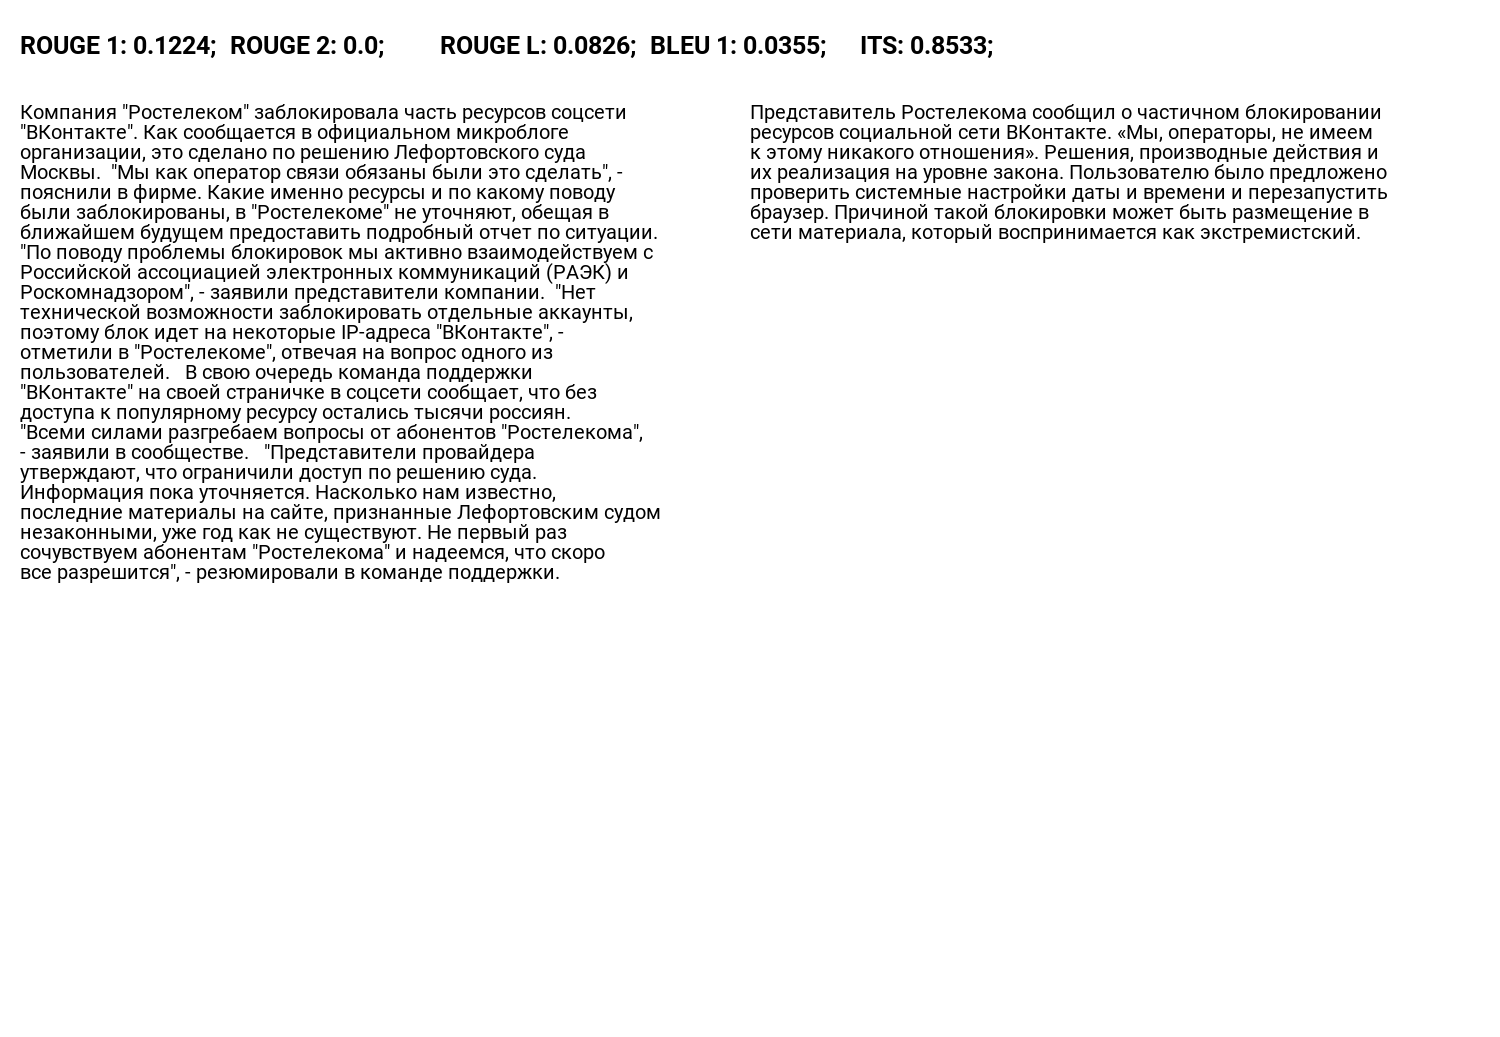 ROUGE 1: 0.1224; ROUGE 2: 0.0; ROUGE L: 0.0826; BLEU 1: 0.0355; ITS: 0.8533;
Компания "Ростелеком" заблокировала часть ресурсов соцсети
"ВКонтакте". Как сообщается в официальном микроблоге
организации, это сделано по решению Лефортовского суда
Москвы.  "Мы как оператор связи обязаны были это сделать", -
пояснили в фирме. Какие именно ресурсы и по какому поводу
были заблокированы, в "Ростелекоме" не уточняют, обещая в
ближайшем будущем предоставить подробный отчет по ситуации.
"По поводу проблемы блокировок мы активно взаимодействуем с
Российской ассоциацией электронных коммуникаций (РАЭК) и
Роскомнадзором", - заявили представители компании.  "Нет
технической возможности заблокировать отдельные аккаунты,
поэтому блок идет на некоторые IP-адреса "ВКонтакте", -
отметили в "Ростелекоме", отвечая на вопрос одного из
пользователей.   В свою очередь команда поддержки
"ВКонтакте" на своей страничке в соцсети сообщает, что без
доступа к популярному ресурсу остались тысячи россиян.
"Всеми силами разгребаем вопросы от абонентов "Ростелекома",
- заявили в сообществе.   "Представители провайдера
утверждают, что ограничили доступ по решению суда.
Информация пока уточняется. Насколько нам известно,
последние материалы на сайте, признанные Лефортовским судом
незаконными, уже год как не существуют. Не первый раз
сочувствуем абонентам "Ростелекома" и надеемся, что скоро
все разрешится", - резюмировали в команде поддержки.
Представитель Ростелекома сообщил о частичном блокировании
ресурсов социальной сети ВКонтакте. «Мы, операторы, не имеем
к этому никакого отношения». Решения, производные действия и
их реализация на уровне закона. Пользователю было предложено
проверить системные настройки даты и времени и перезапустить
браузер. Причиной такой блокировки может быть размещение в
сети материала, который воспринимается как экстремистский.